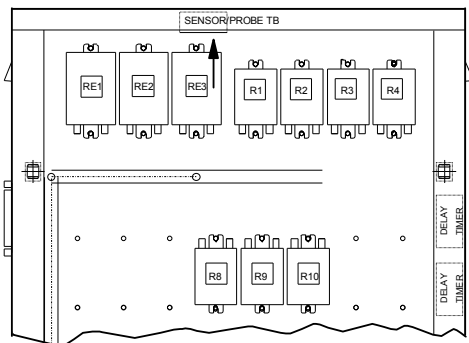 SENSOR/PROBE TB
RE1 RE2 RE3 R1 R2 R3 R4
DELAY
TIMER
R8 R9 R10
DELAY
TIMER